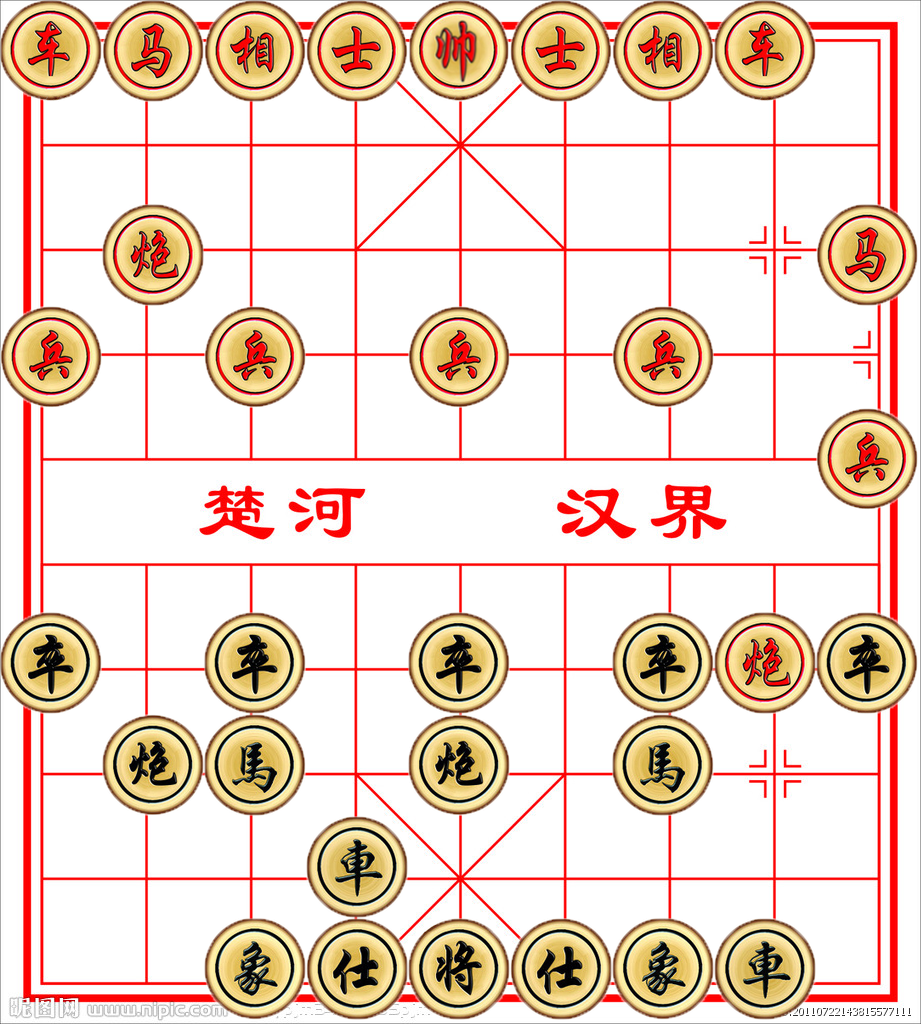 车马相士帅士相车
炮马
兵兵兵兵
兵
楚河 汉界
卒卒卒卒炮卒
炮馬炮馬
車
象仕将仕象車
昵图网 www.nipic.com